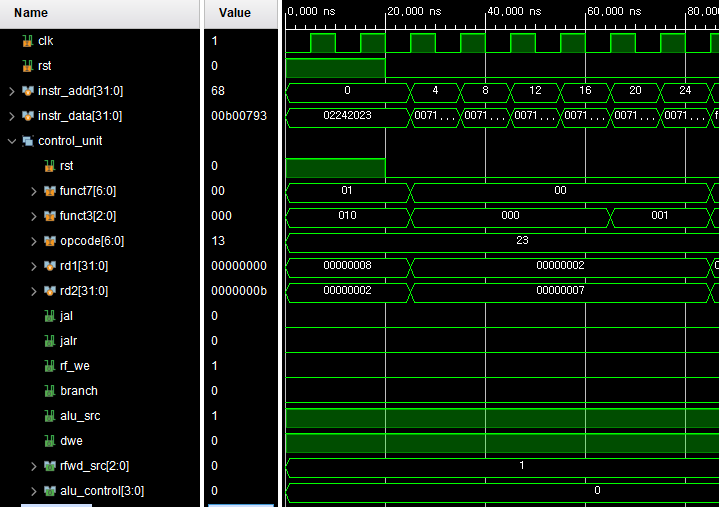 Name Value 0,000 ns 20,000 ns 40,000 ns 60,000 ns 80,00
clk 1
rst 0
instr_addr[31:0] 68 0 4 8 12 16 20 24
instr_data[31:0] 00b00793 02242023 0071... 0071... 0071... 0071... 0071... 0071... f
control_unit
rst 0
funct7[6:0] 00 01 00
funct3[2:0] 000 010 000 001
opcode[6:0] 13 23
rd1[31:0] 00000000 00000008 00000002
rd2[31:0] 0000000b 00000002 00000007
jal 0
jalr 0
rf_we 1
branch 0
alu_src 1
dwe 0
rfwd_src[2:0] 0 1
alu_control[3:0] 0 0